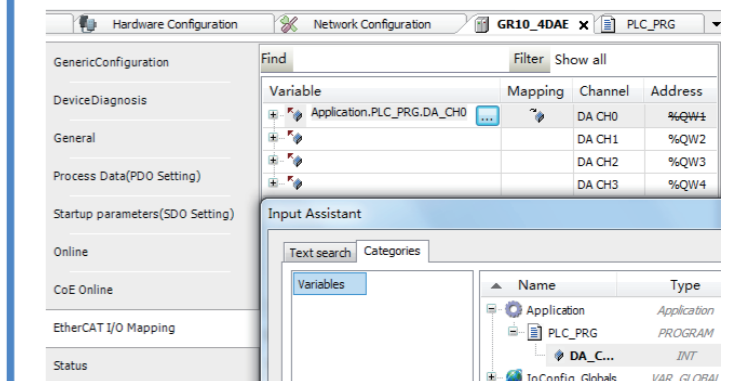 Hardware Configuration Network Configuration GR10_4DAE PLC_PRG
GenericConfiguration
DeviceDiagnosis
General
Process Data(PDO Setting)
Startup parameters(SDO Setting)
Online
CoE Online
EtherCAT I/O Mapping
Status
Find Filter Show all
Variable Mapping Channel Address
Application.PLC_PRG.DA_CH0 ... DA CH0 %QW1
DA CH1 %QW2
DA CH2 %QW3
DA CH3 %QW4
Input Assistant
Text search Categories
Variables
Name Type
Application Application
PLC_PRG PROGRAM
DA_C... INT
IoConfig_Globals VAR_GLOBAL